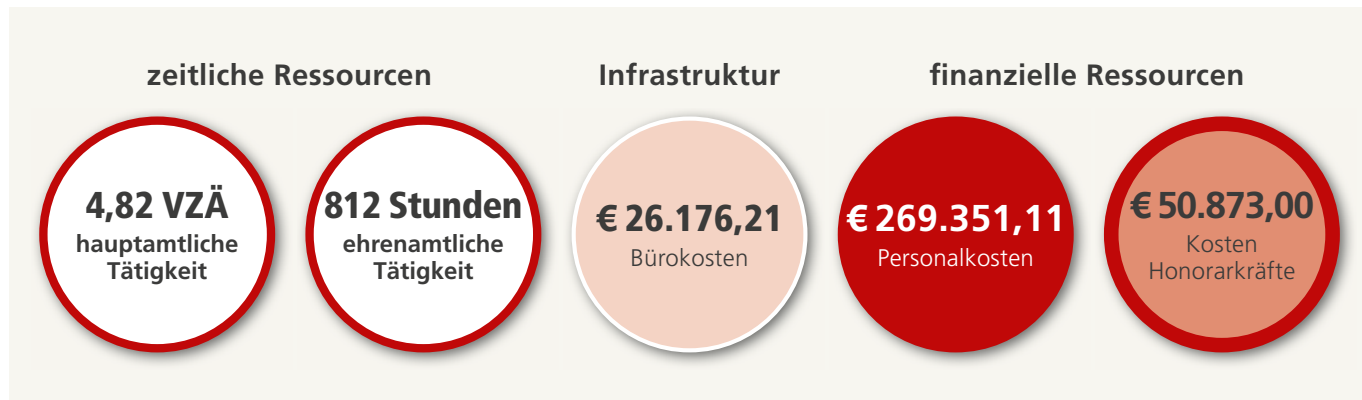 zeitliche Ressourcen
Infrastruktur
finanzielle Ressourcen
4,82 VZÄ
hauptamtliche
Tätigkeit
812 Stunden
ehrenamtliche
Tätigkeit
€ 26.176,21
Bürokosten
€ 269.351,11
Personalkosten
€ 50.873,00
Kosten
Honorarkräfte